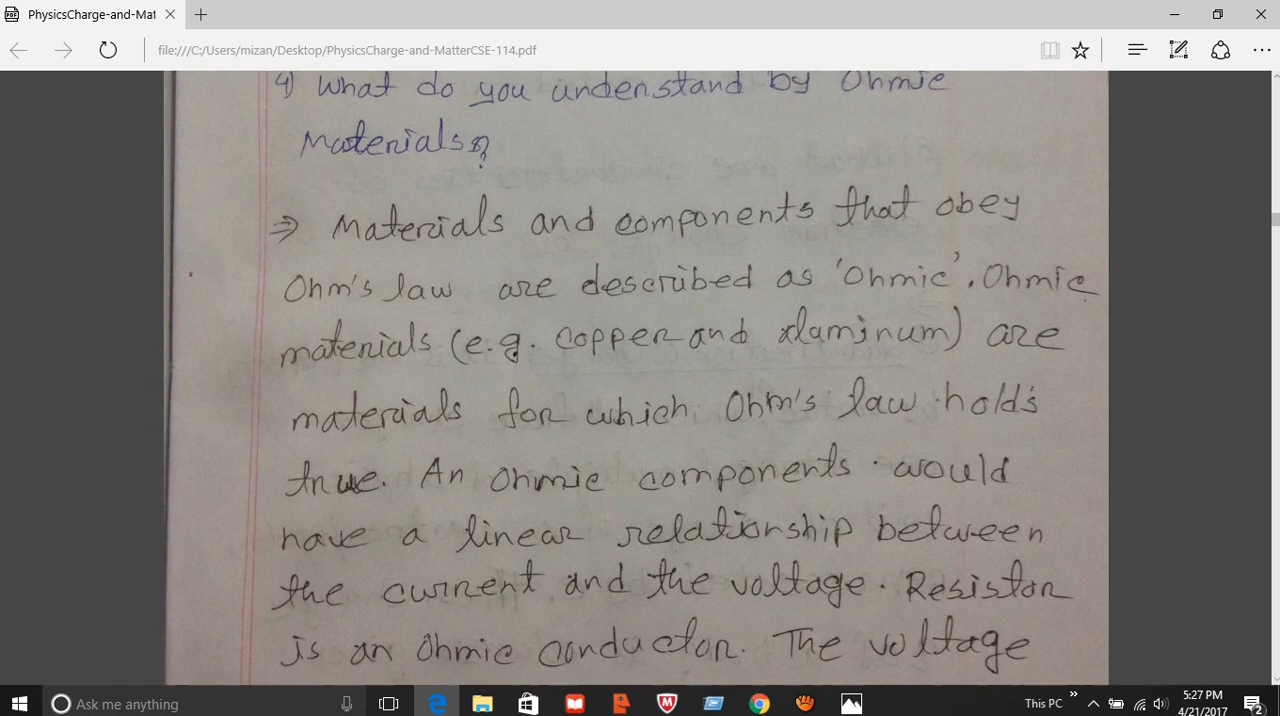 PhysicsCharge-and-Mat
file:///C:/Users/mizan/Desktop/PhysicsCharge-and-MatterCSE-114.pdf
4) What do you understand by Ohmic
Materials?
⇒ Materials and components that obey
Ohm's law are described as 'Ohmic'. Ohmic
materials (e.g. copper and alaminum) are
materials for which Ohm's law holds
true. An Ohmic components would
have a linear relationship between
the current and the voltage. Resistor
is an Ohmic conductor. The voltage
Ask me anything
This PC
5:27 PM
4/21/2017
2